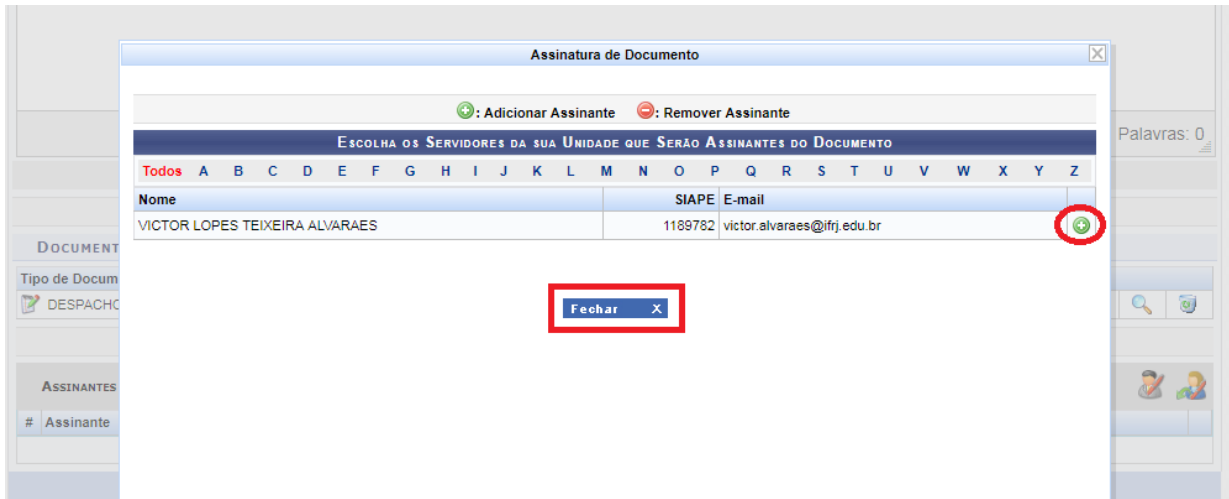 Assinatura de Documento
: Adicionar Assinante : Remover Assinante
Palavras: 0
ESCOLHA OS SERVIDORES DA SUA UNIDADE QUE SERÃO ASSINANTES DO DOCUMENTO
Todos A B C D E F G H I J K L M N O P Q R S T U V W X Y Z
Nome SIAPE E-mail
VICTOR LOPES TEIXEIRA ALVARAES 1189782 victor.alvaraes@ifrj.edu.br
DOCUMENT
Tipo de Docum
DESPACHO
Fechar X
ASSINANTES
# Assinante